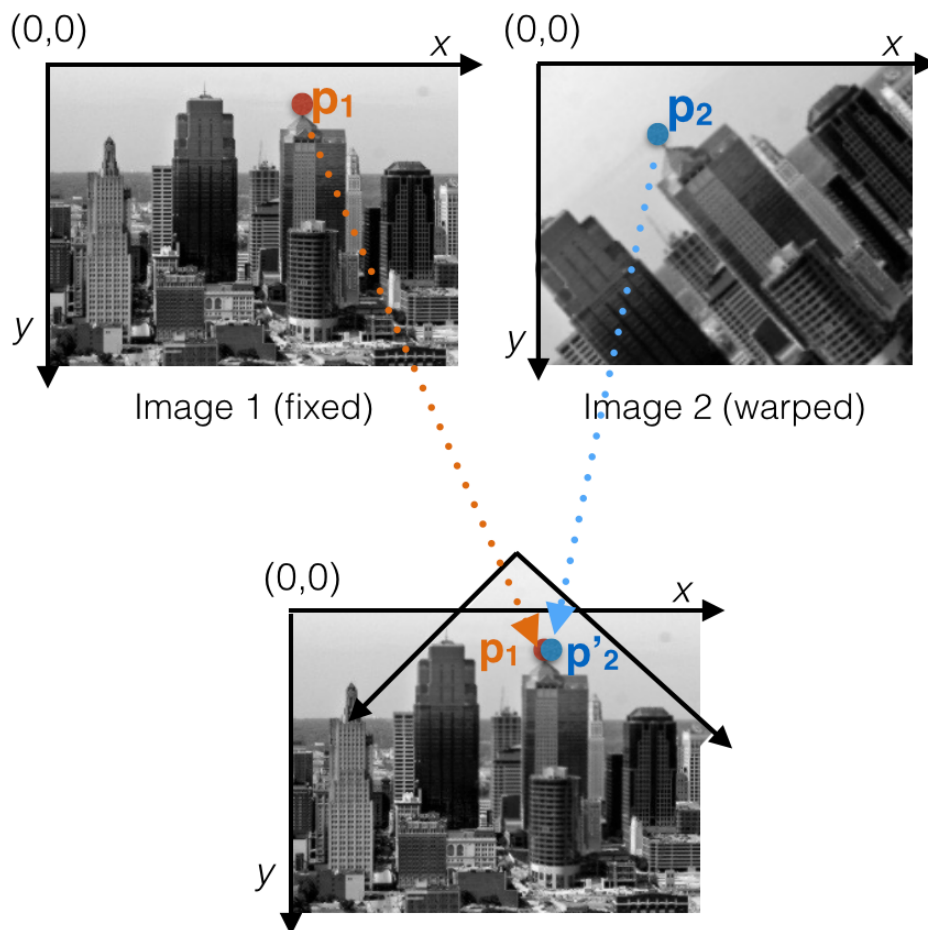 (0,0)
x
p₁
y
Image 1 (fixed)
(0,0)
x
p₂
y
Image 2 (warped)
(0,0)
x
p₁
p’₂
y